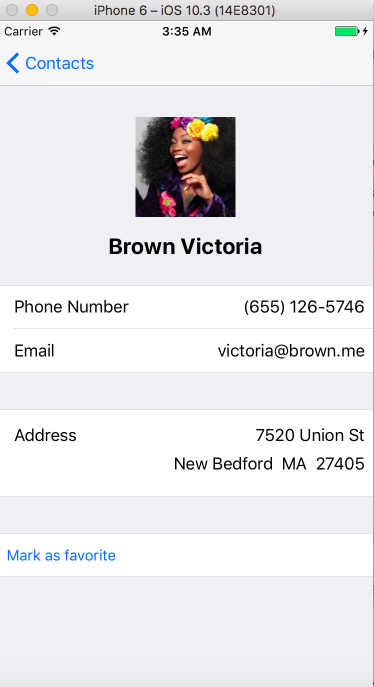 iPhone 6 – iOS 10.3 (14E8301)
Carrier 3:35 AM
Contacts
Brown Victoria
Phone Number (655) 126-5746
Email victoria@brown.me
Address 7520 Union St
New Bedford MA 27405
Mark as favorite